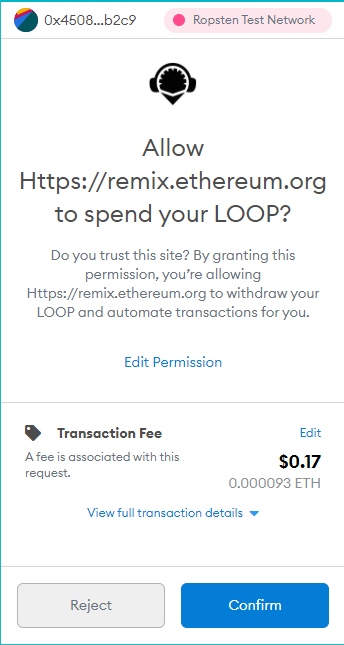 0x4508...b2c9
Ropsten Test Network
Allow
Https://remix.ethereum.org
to spend your LOOP?
Do you trust this site? By granting this
permission, you’re allowing
Https://remix.ethereum.org to withdraw your
LOOP and automate transactions for you.
Edit Permission
Transaction Fee
Edit
A fee is associated with this
request.
$0.17
0.000093 ETH
View full transaction details
Reject
Confirm